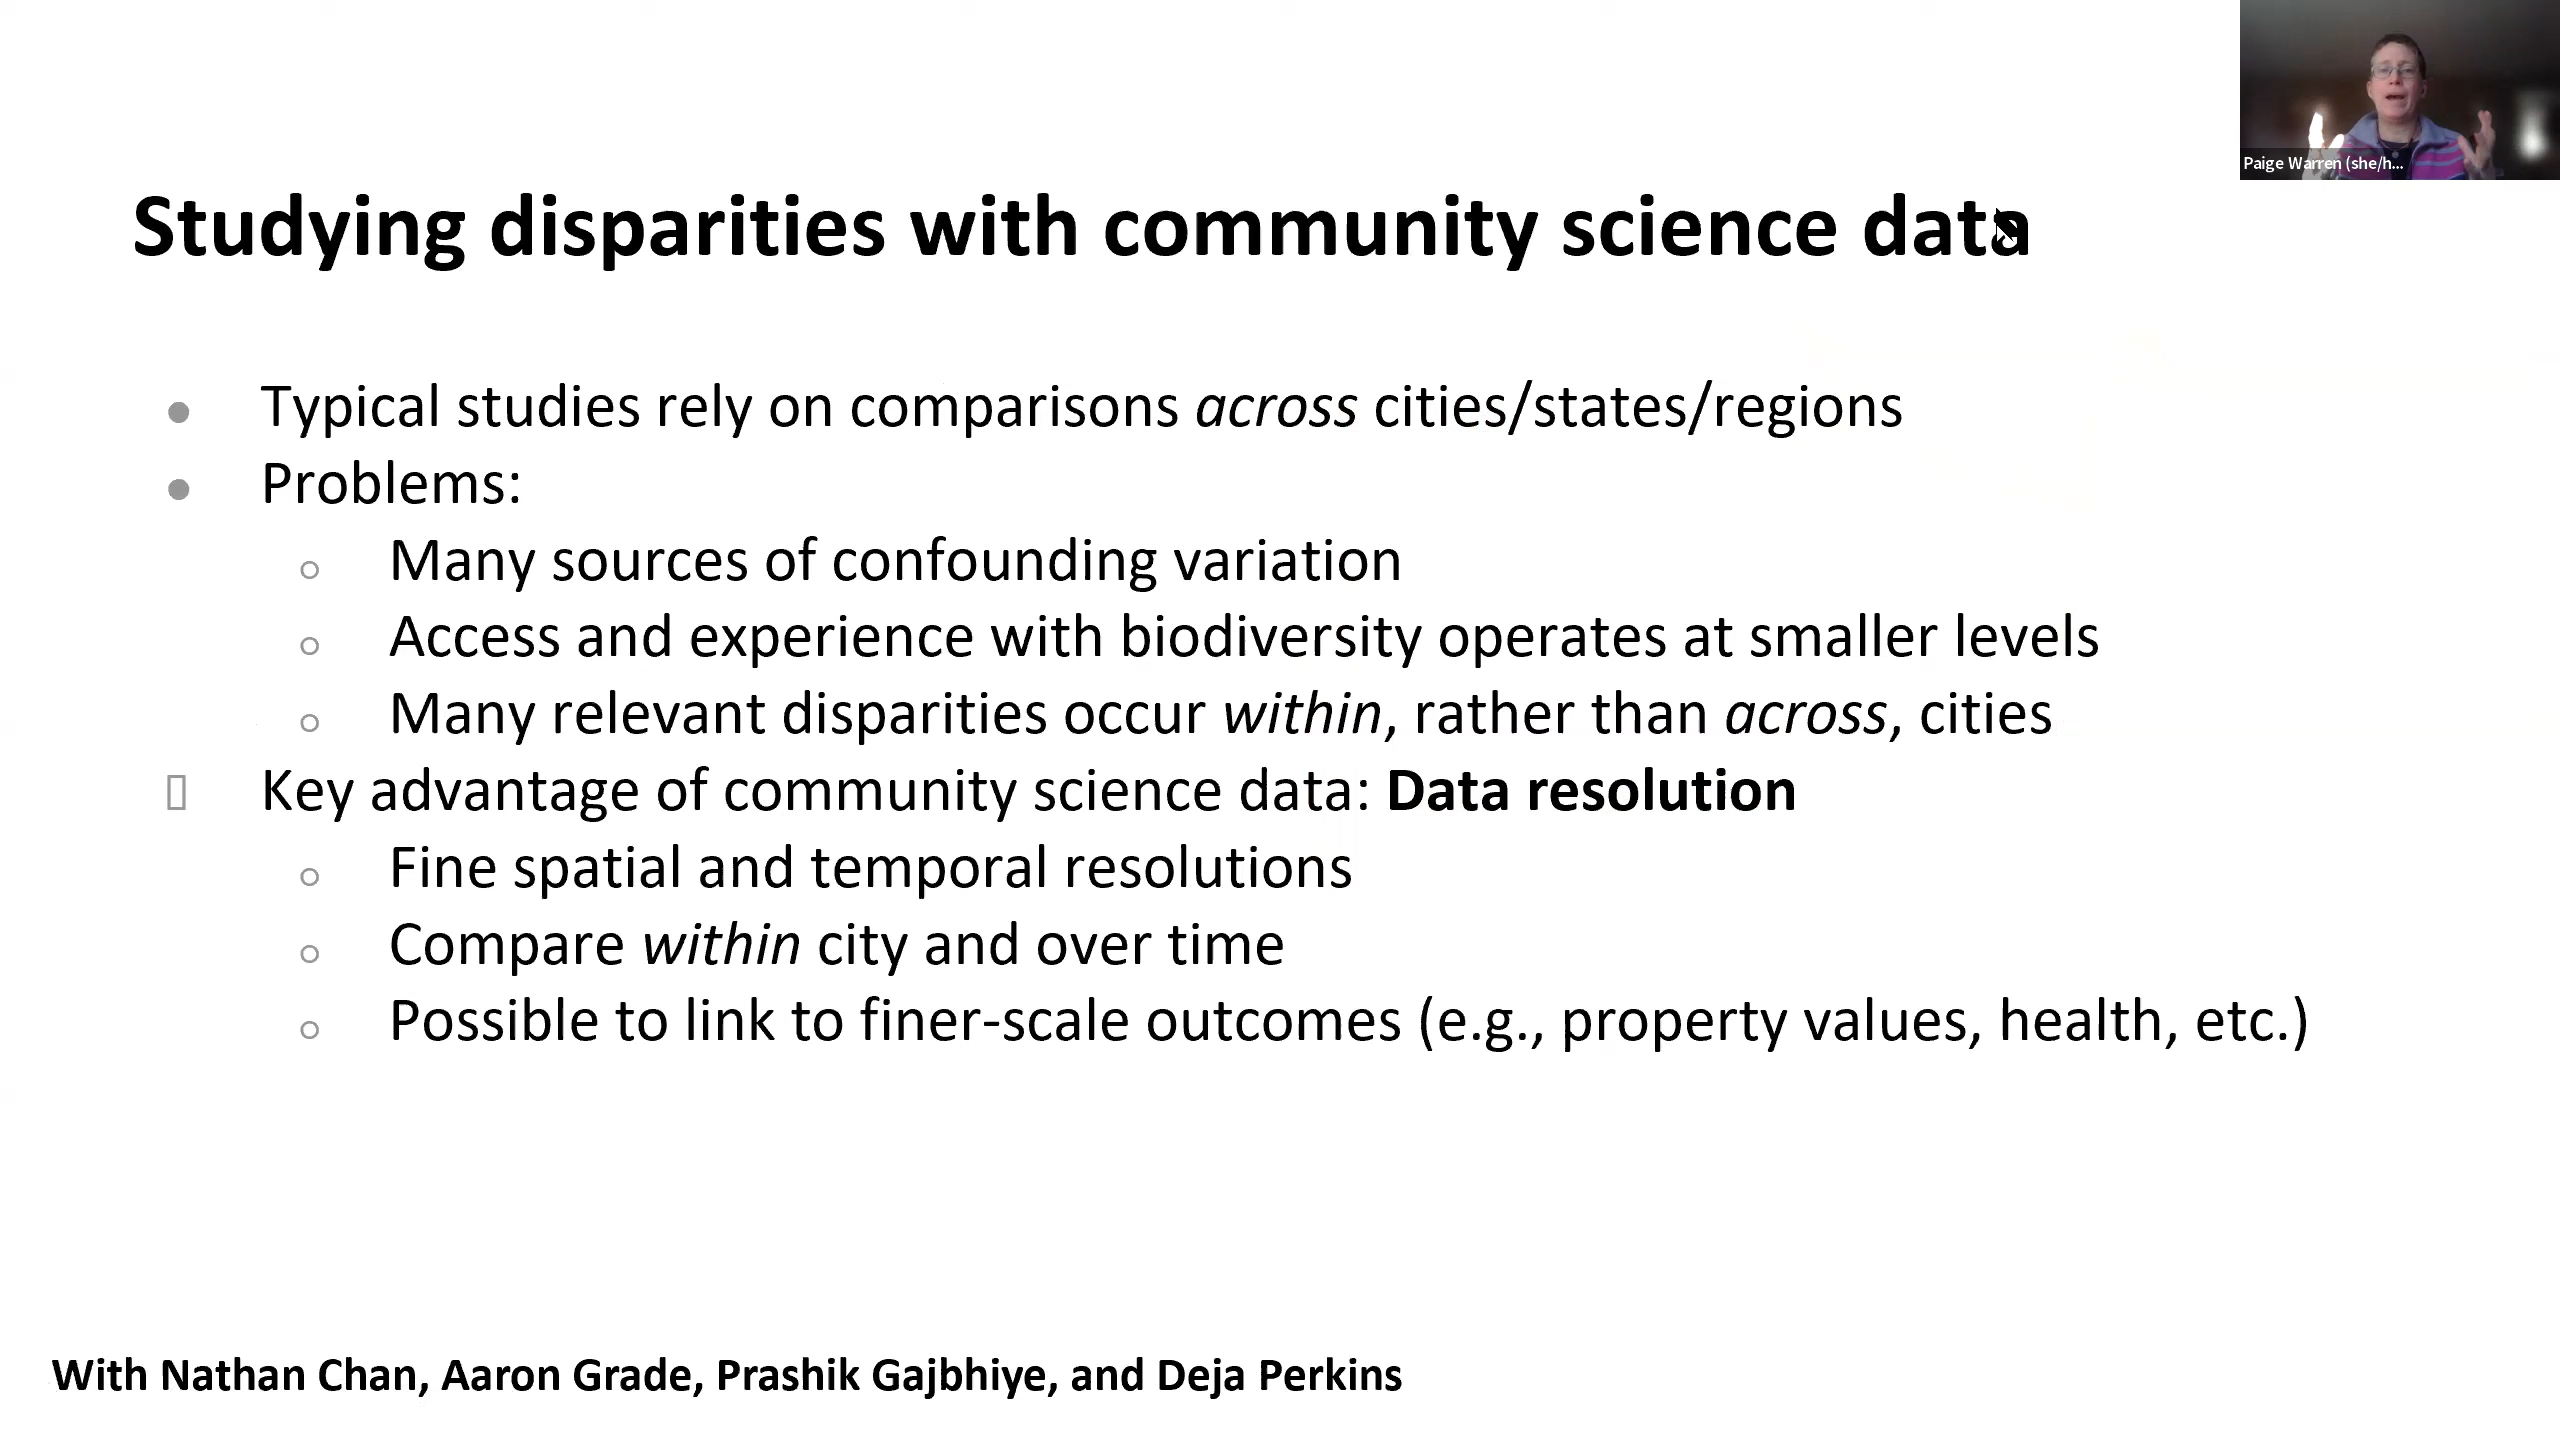 Paige Warren (she/h...
Studying disparities with community science data
● Typical studies rely on comparisons across cities/states/regions
● Problems:
○ Many sources of confounding variation
○ Access and experience with biodiversity operates at smaller levels
○ Many relevant disparities occur within, rather than across, cities
▯ Key advantage of community science data: Data resolution
○ Fine spatial and temporal resolutions
○ Compare within city and over time
○ Possible to link to finer-scale outcomes (e.g., property values, health, etc.)
With Nathan Chan, Aaron Grade, Prashik Gajbhiye, and Deja Perkins